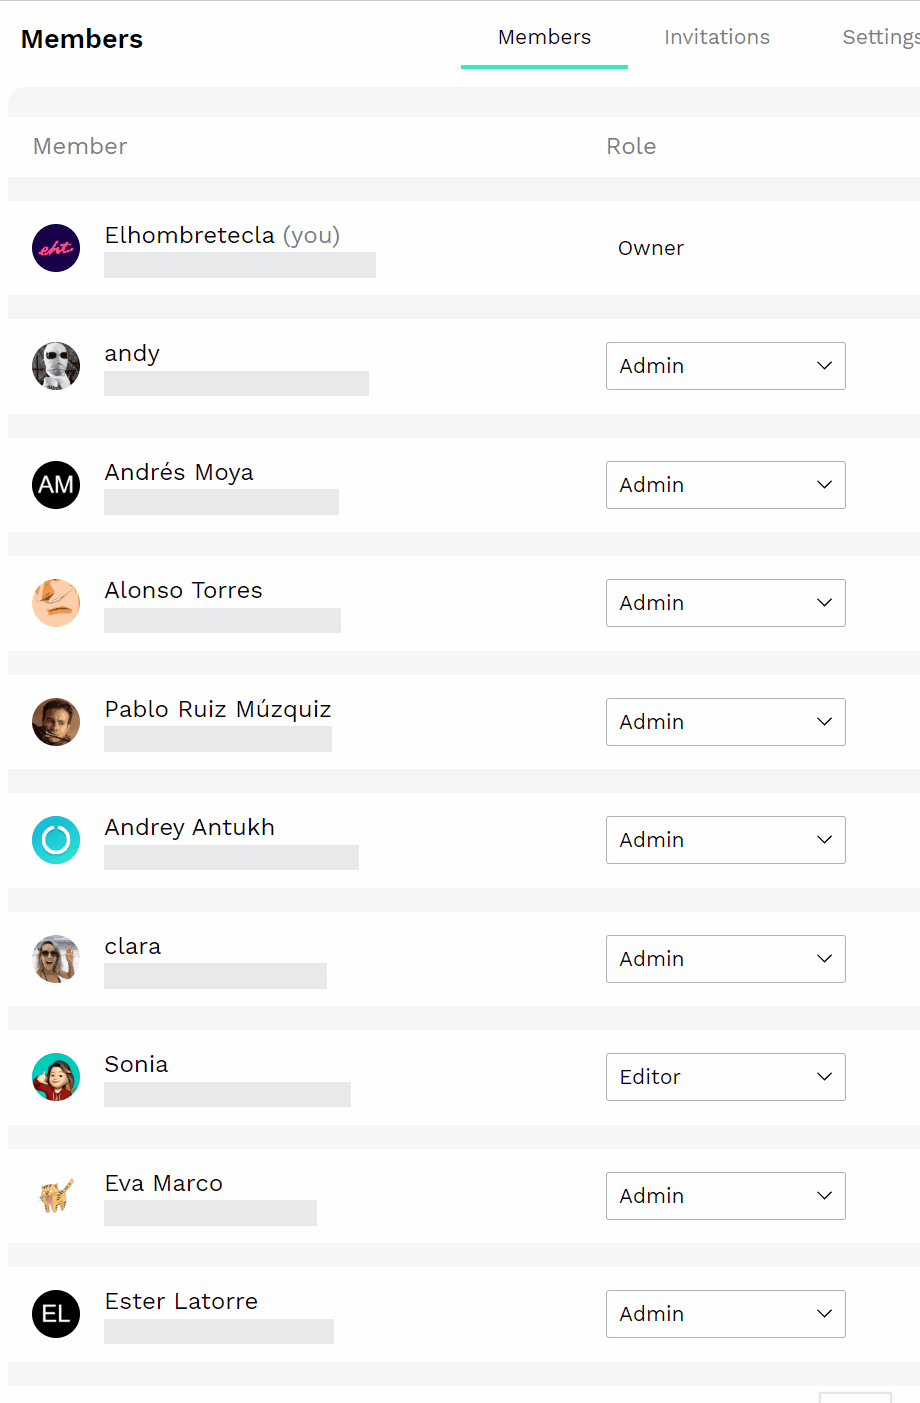 Members
Members Invitations Settings
Member Role
eht.
Elhombretecla (you)
Owner
andy
Admin
AM
Andrés Moya
Admin
Alonso Torres
Admin
Pablo Ruiz Múzquiz
Admin
Andrey Antukh
Admin
clara
Admin
Sonia
Editor
Eva Marco
Admin
EL
Ester Latorre
Admin